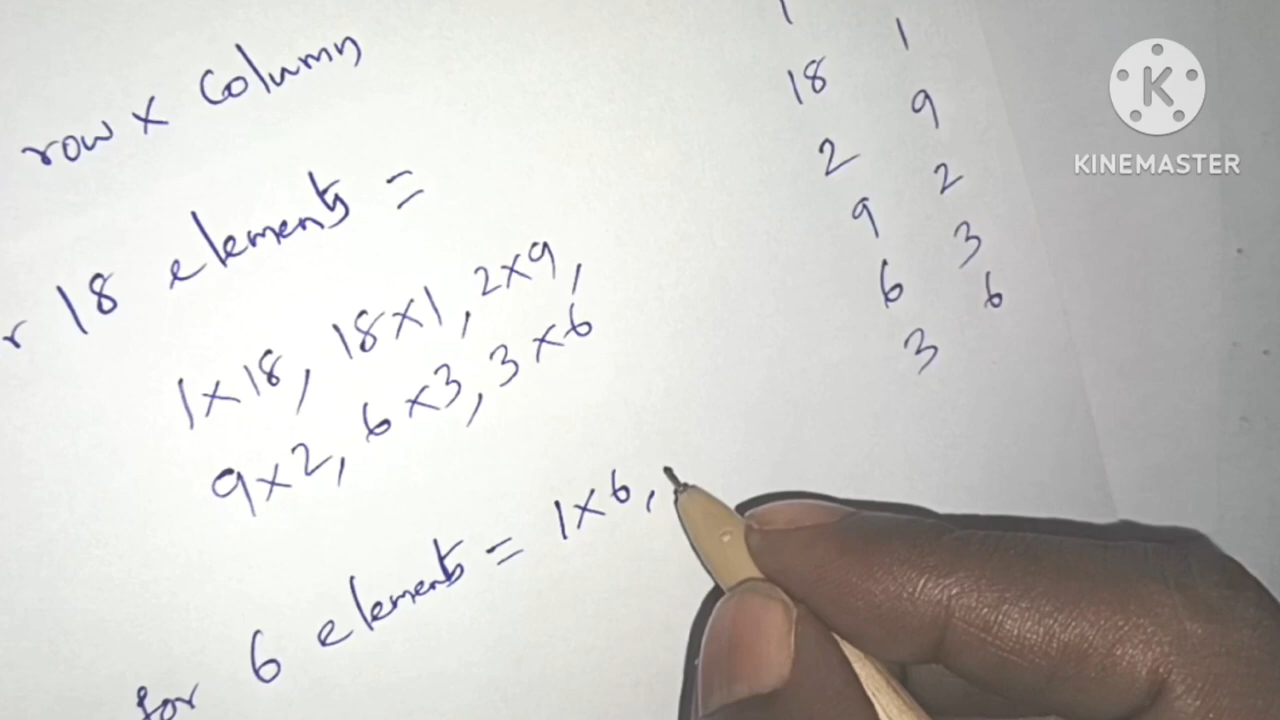 row x Column
r 18 elements =
1x18, 18x1, 2x9,
9x2, 6x3, 3x6
for 6 elements = 1x6,
1
1
18
9
2
2
9
3
6
6
3
K
KINEMASTER